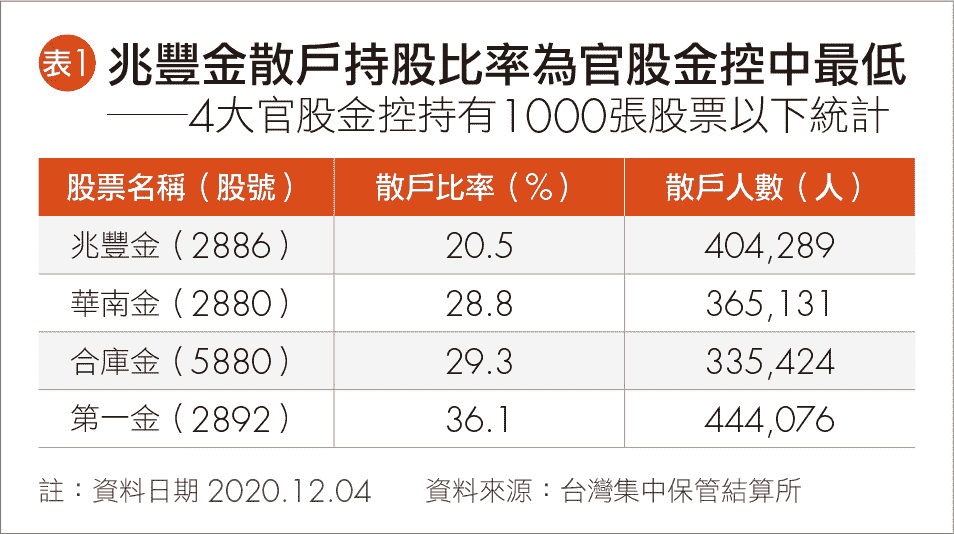 表1 兆豐金散戶持股比率為官股金控中最低
——4大官股金控持有1000張股票以下統計
股票名稱（股號） 散戶比率（%） 散戶人數（人）
兆豐金（2886） 20.5 404,289
華南金（2880） 28.8 365,131
合庫金（5880） 29.3 335,424
第一金（2892） 36.1 444,076
註：資料日期 2020.12.04 資料來源：台灣集中保管結算所